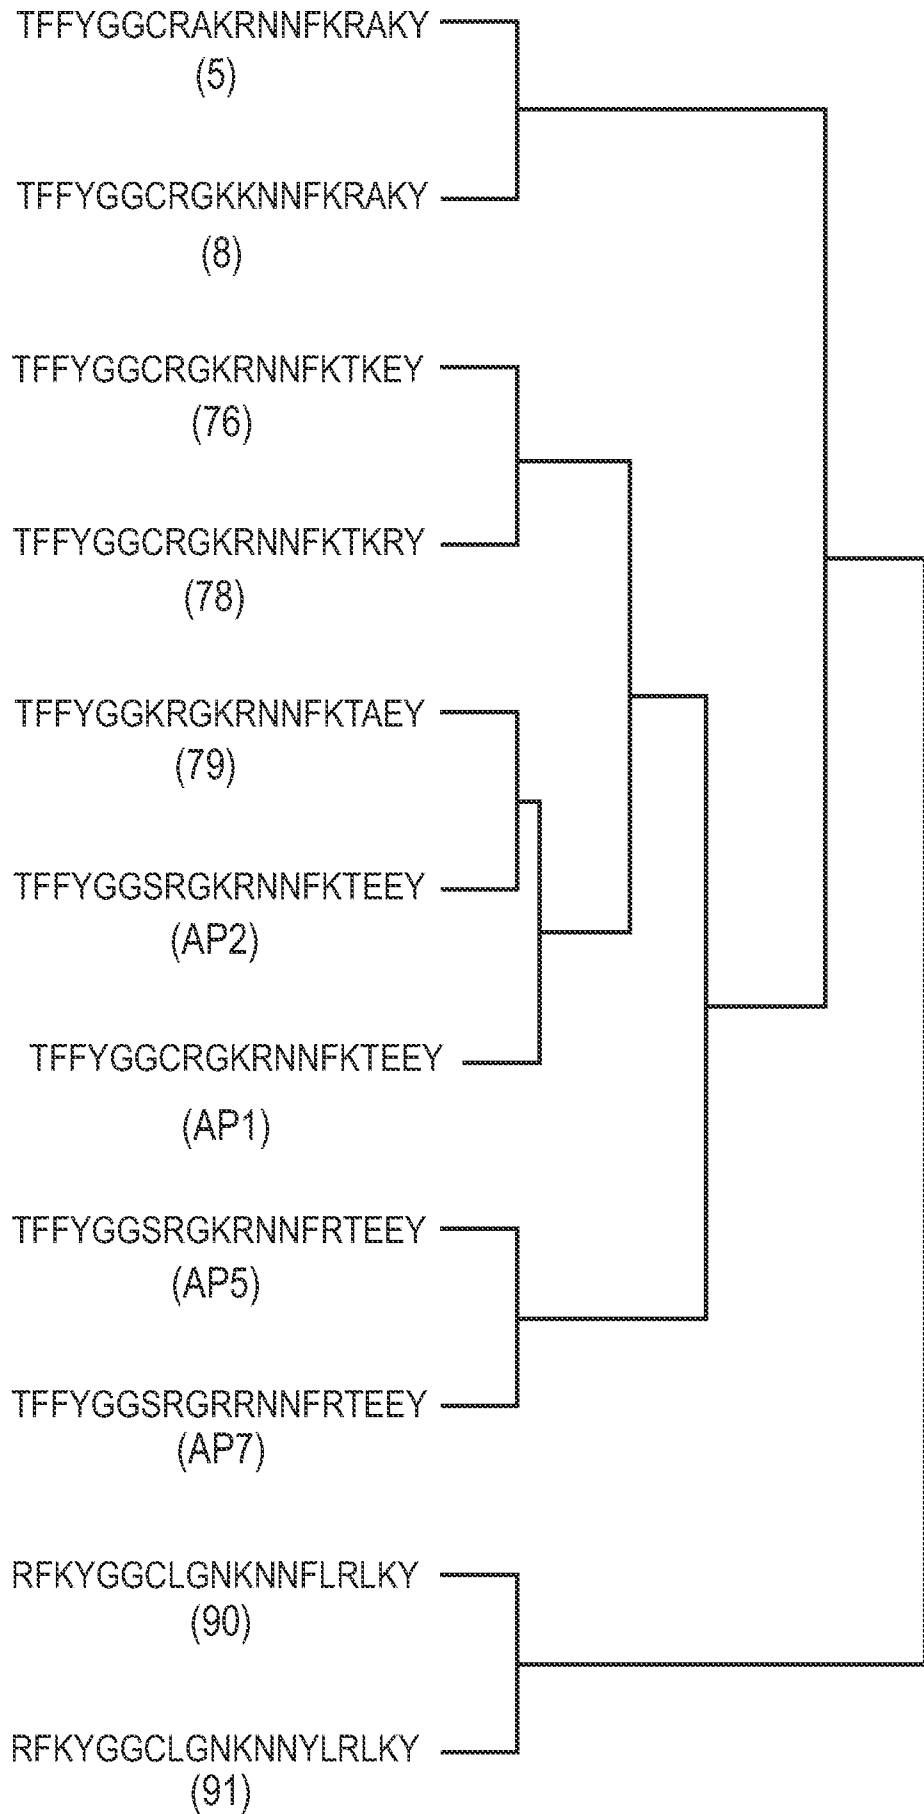 TFFYGGCRAKRNNFKRAKY
(5)
TFFYGGCRGKKNNFKRAKY
(8)
TFFYGGCRGKRNNFKTKEY
(76)
TFFYGGCRGKRNNFKTKRY
(78)
TFFYGGKRGKRNNFKTAEY
(79)
TFFYGGSRGKRNNFKTEEY
(AP2)
TFFYGGCRGKRNNFKTEEY
(AP1)
TFFYGGSRGKRNNFRTEEY
(AP5)
TFFYGGSRGRRNNFRTEEY
(AP7)
RFKYGGCLGNKNNFLRLKY
(90)
RFKYGGCLGNKNNYLRLKY
(91)